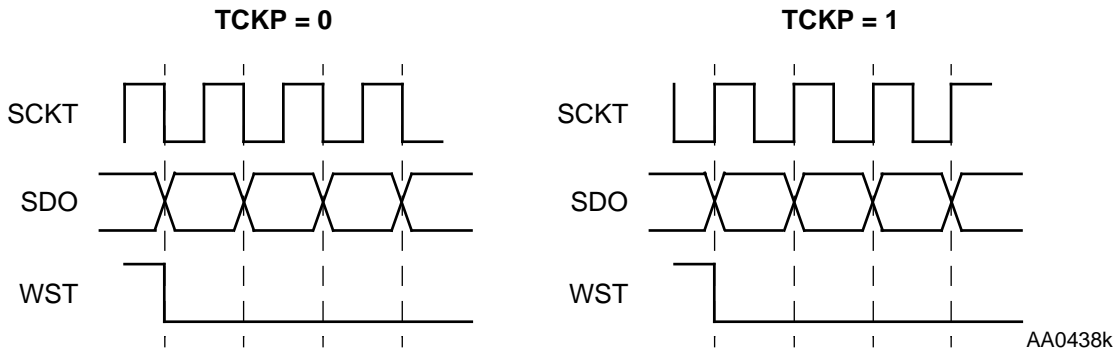 TCKP = 0
SCKT
SDO
WST
TCKP = 1
SCKT
SDO
WST
AA0438k